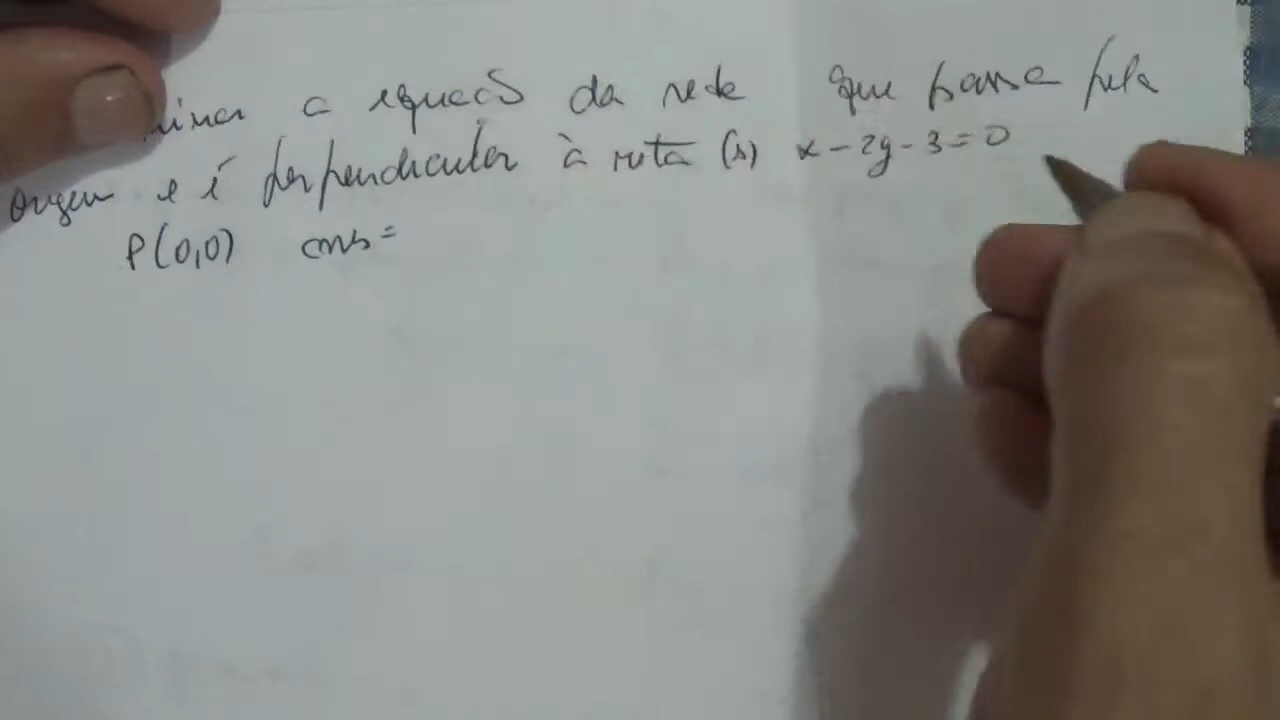 a equação da reta que passa pela
origem e é perpendicular à reta (s) x - 2y - 3 = 0
P(0,0) ms =